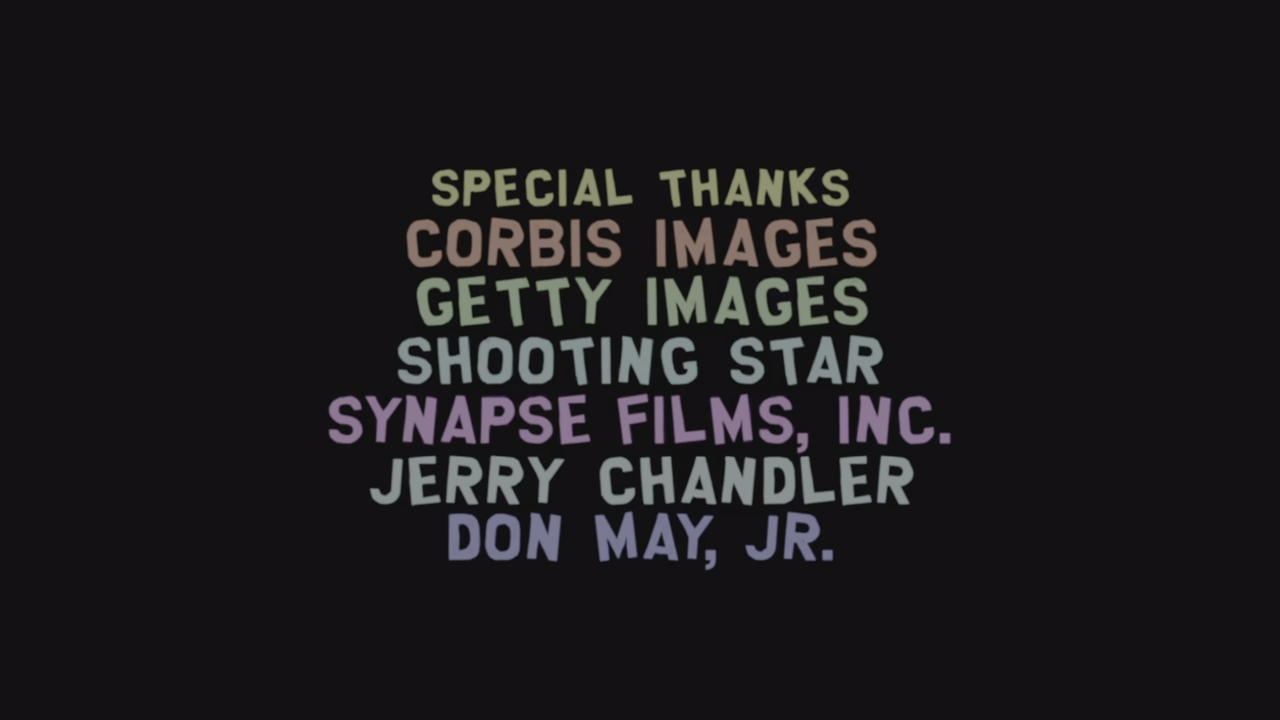 SPECIAL THANKS
CORBIS IMAGES
GETTY IMAGES
SHOOTING STAR
SYNAPSE FILMS, INC.
JERRY CHANDLER
DON MAY, JR.